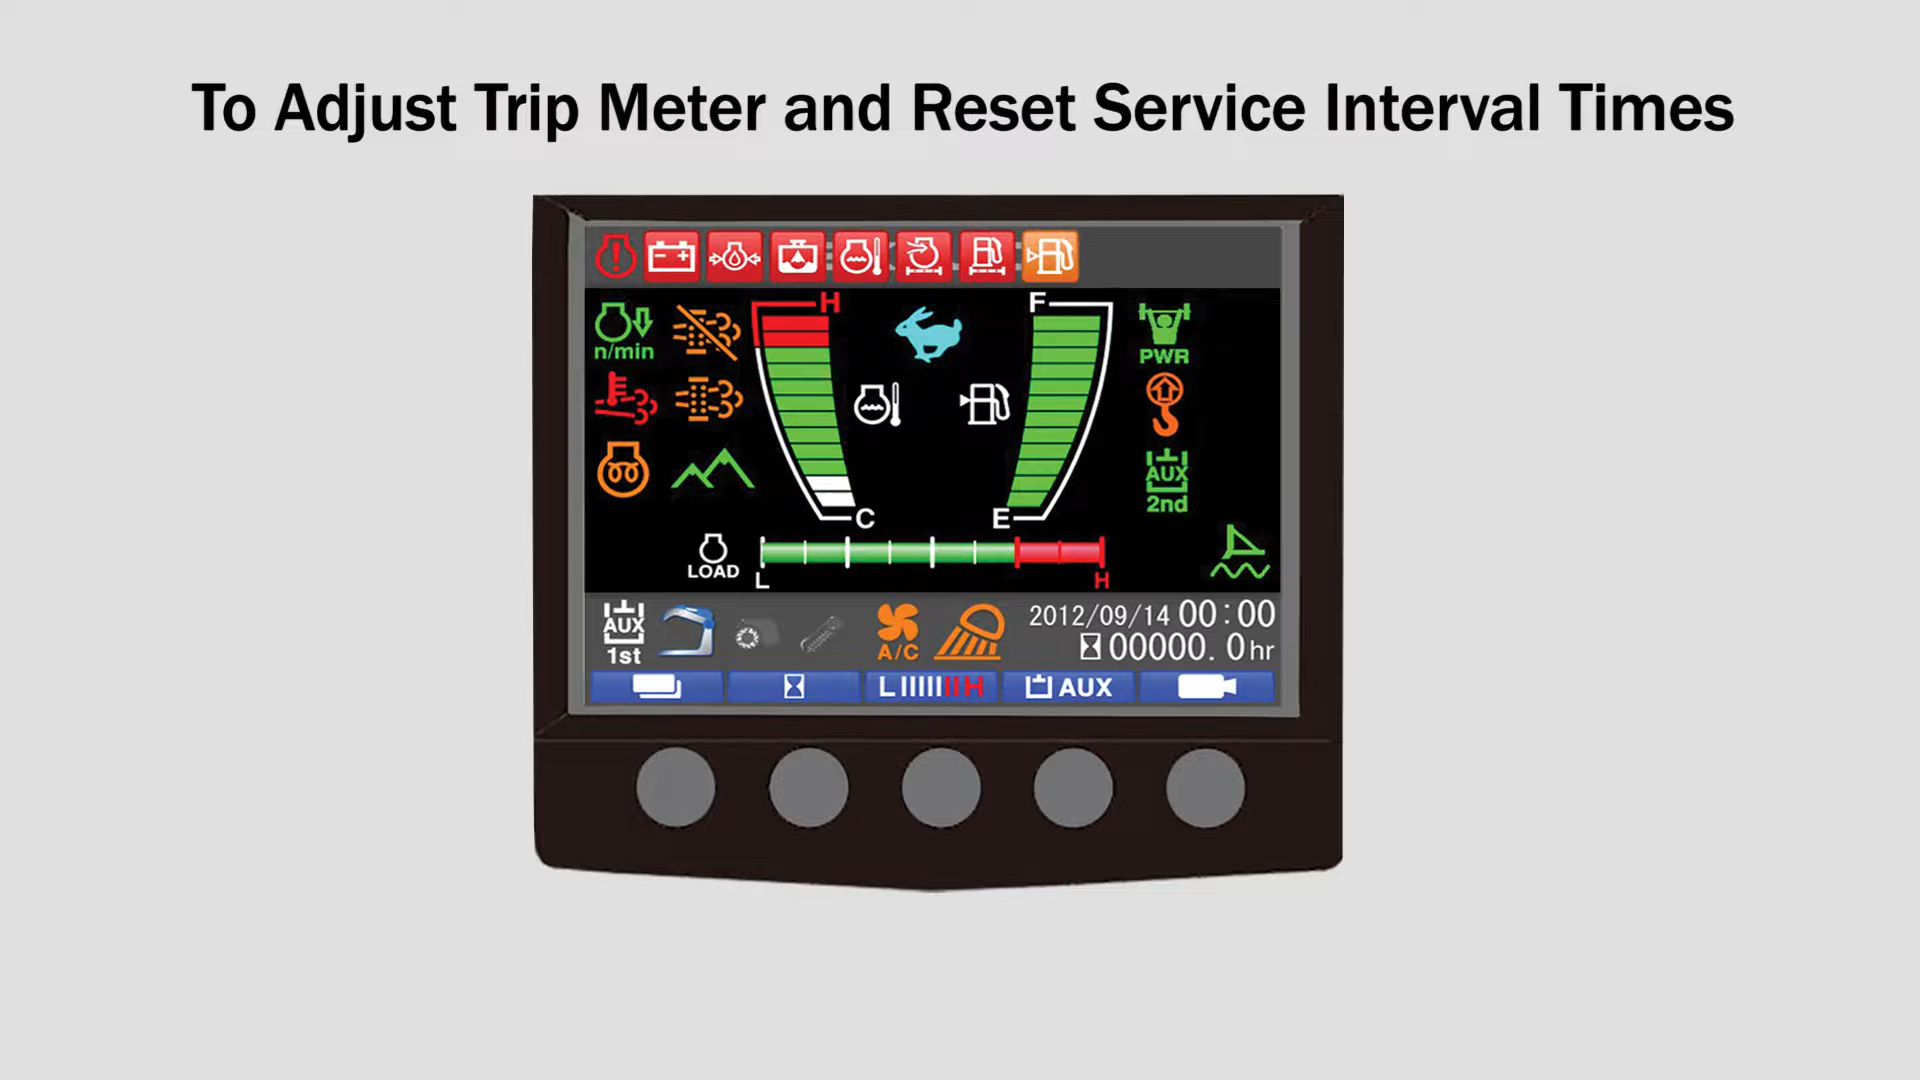 To Adjust Trip Meter and Reset Service Interval Times
H F
n/min
PWR
AUX
2nd
C E
LOAD
L H
AUX
1st
A/C
2012/09/14 00:00
00000.0hr
L H
AUX